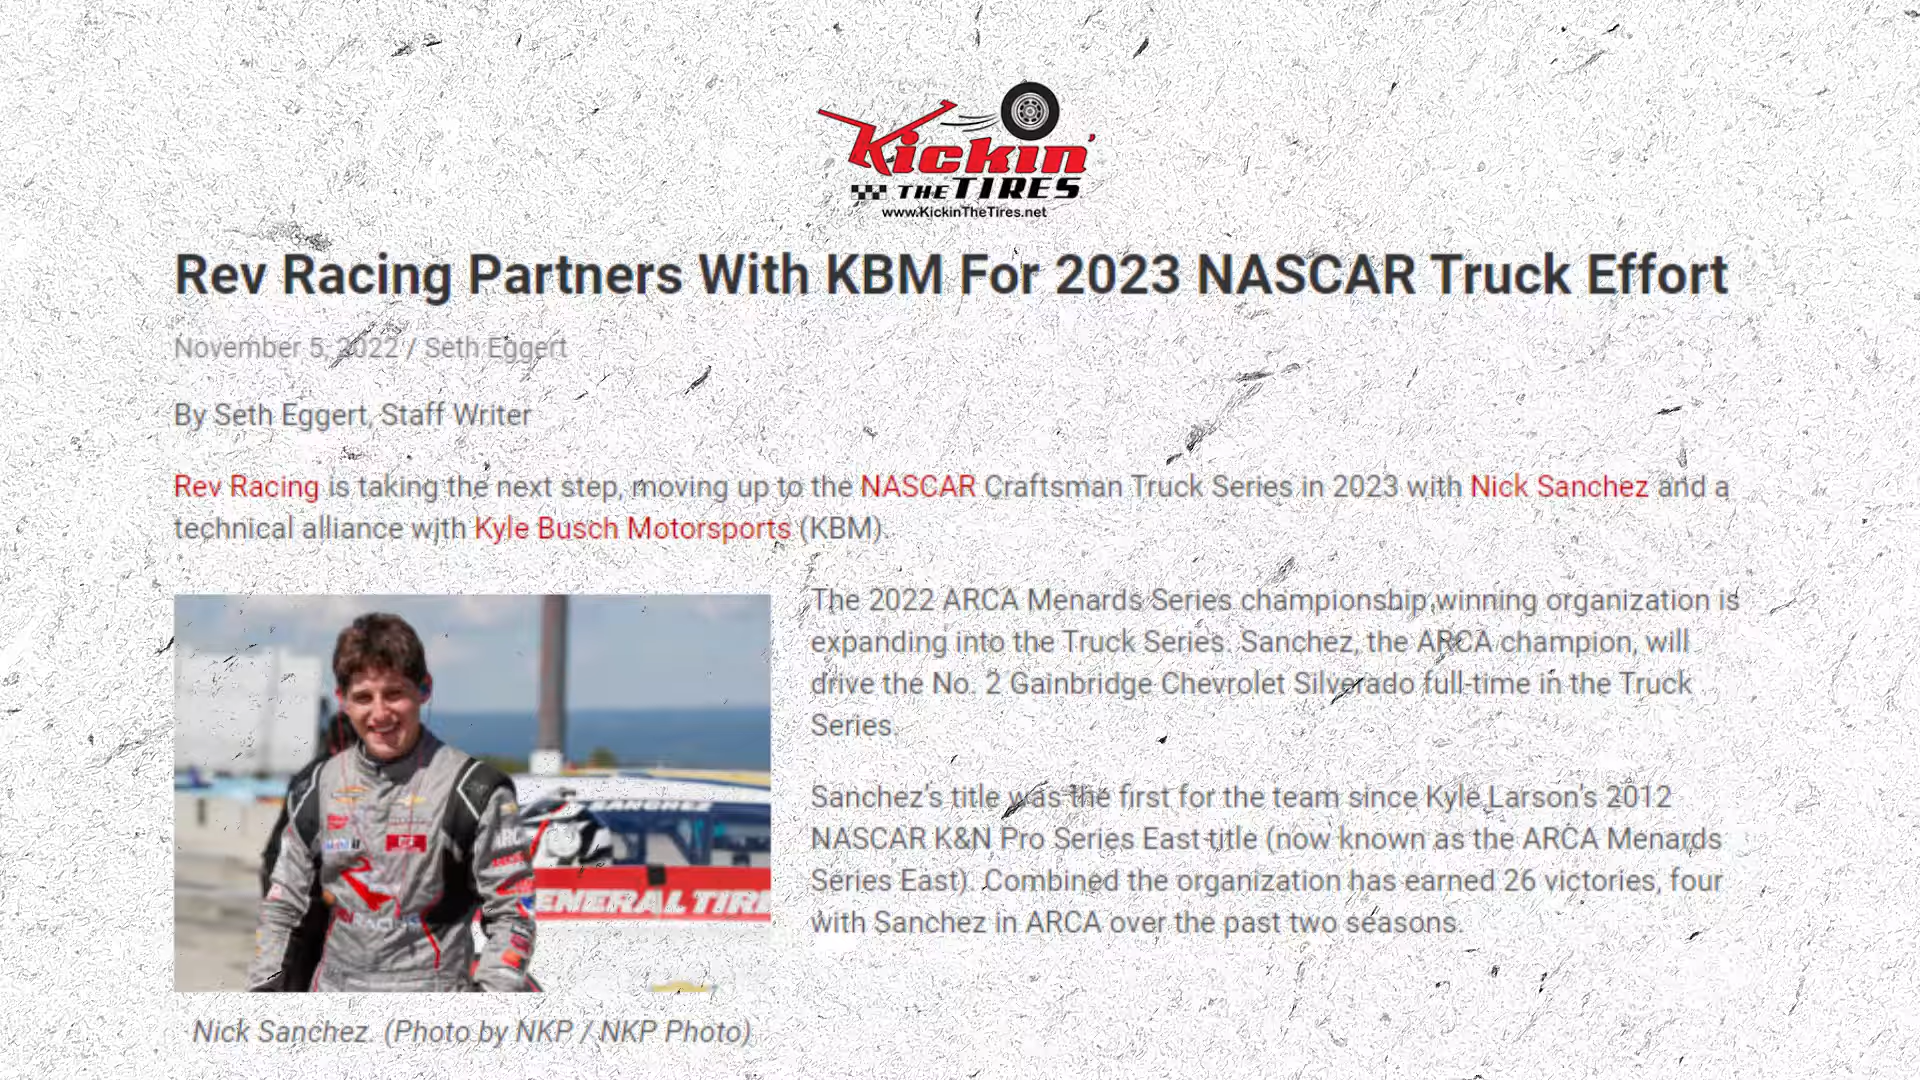 Kickin'
THE TIRES
www.KickinTheTires.net
Rev Racing Partners With KBM For 2023 NASCAR Truck Effort
November 5, 2022 / Seth Eggert
By Seth Eggert, Staff Writer
Rev Racing is taking the next step, moving up to the NASCAR Craftsman Truck Series in 2023 with Nick Sanchez and a
technical alliance with Kyle Busch Motorsports (KBM).
The 2022 ARCA Menards Series championship winning organization is
expanding into the Truck Series. Sanchez, the ARCA champion, will
drive the No. 2 Gainbridge Chevrolet Silverado full-time in the Truck
Series.
Sanchez's title was the first for the team since Kyle Larson's 2012
NASCAR K&N Pro Series East title (now known as the ARCA Menards
Series East). Combined the organization has earned 26 victories, four
with Sanchez in ARCA over the past two seasons.
SANCHEZ
ENERAL TIRE
Nick Sanchez. (Photo by NKP / NKP Photo)